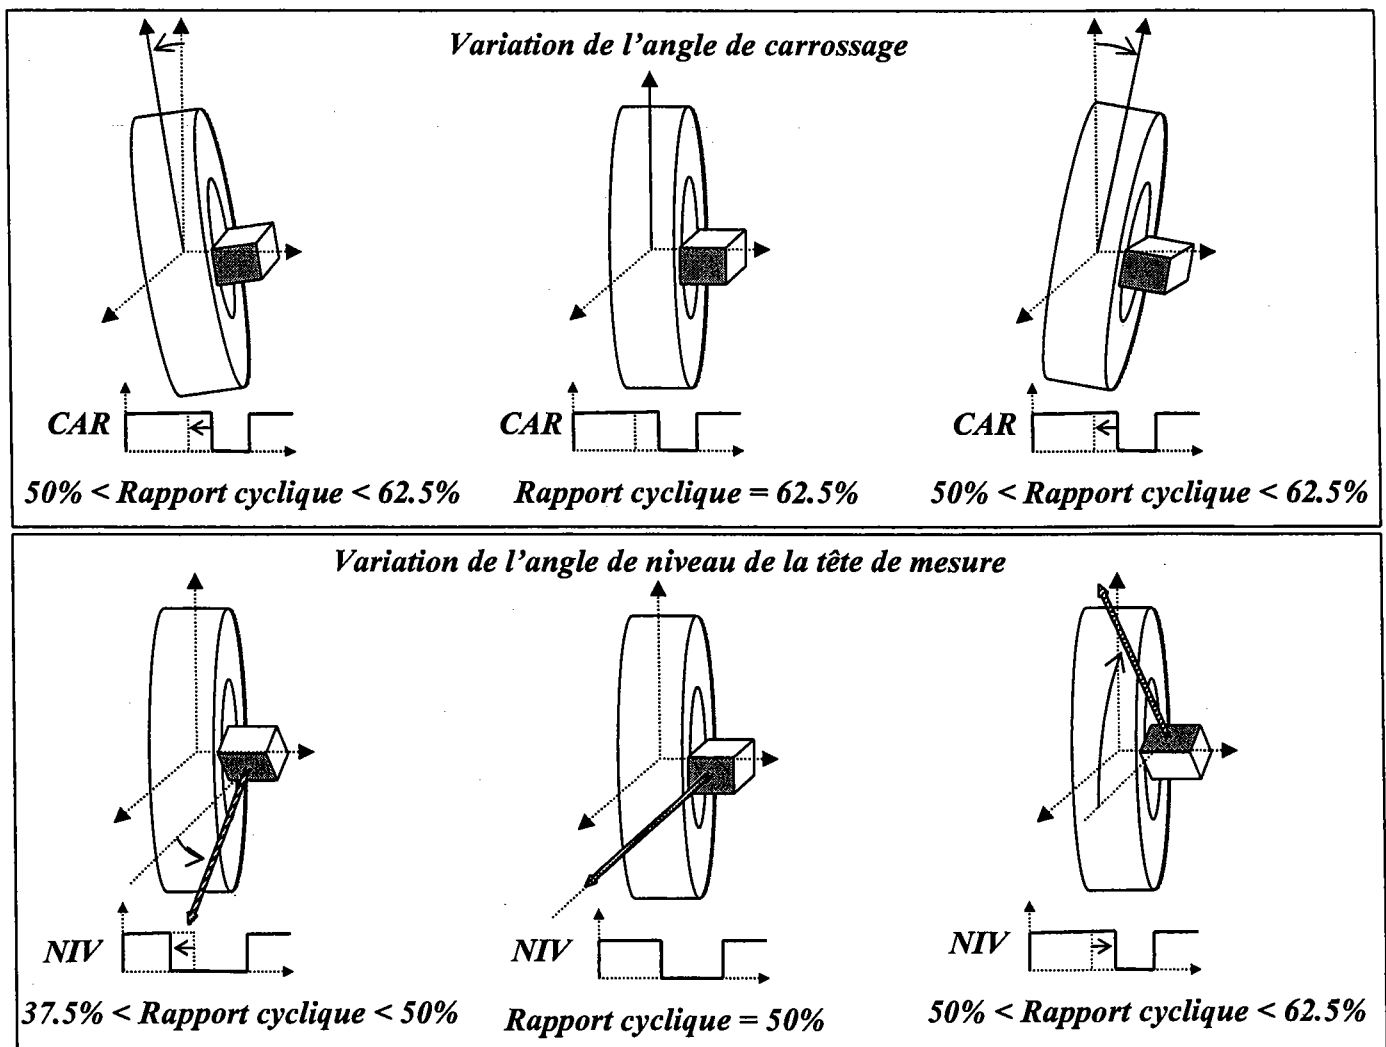 Variation de l'angle de carrossage
CAR CAR CAR
50% < Rapport cyclique < 62.5% Rapport cyclique = 62.5% 50% < Rapport cyclique < 62.5%
Variation de l'angle de niveau de la tête de mesure
NIV NIV NIV
37.5% < Rapport cyclique < 50% Rapport cyclique = 50% 50% < Rapport cyclique < 62.5%